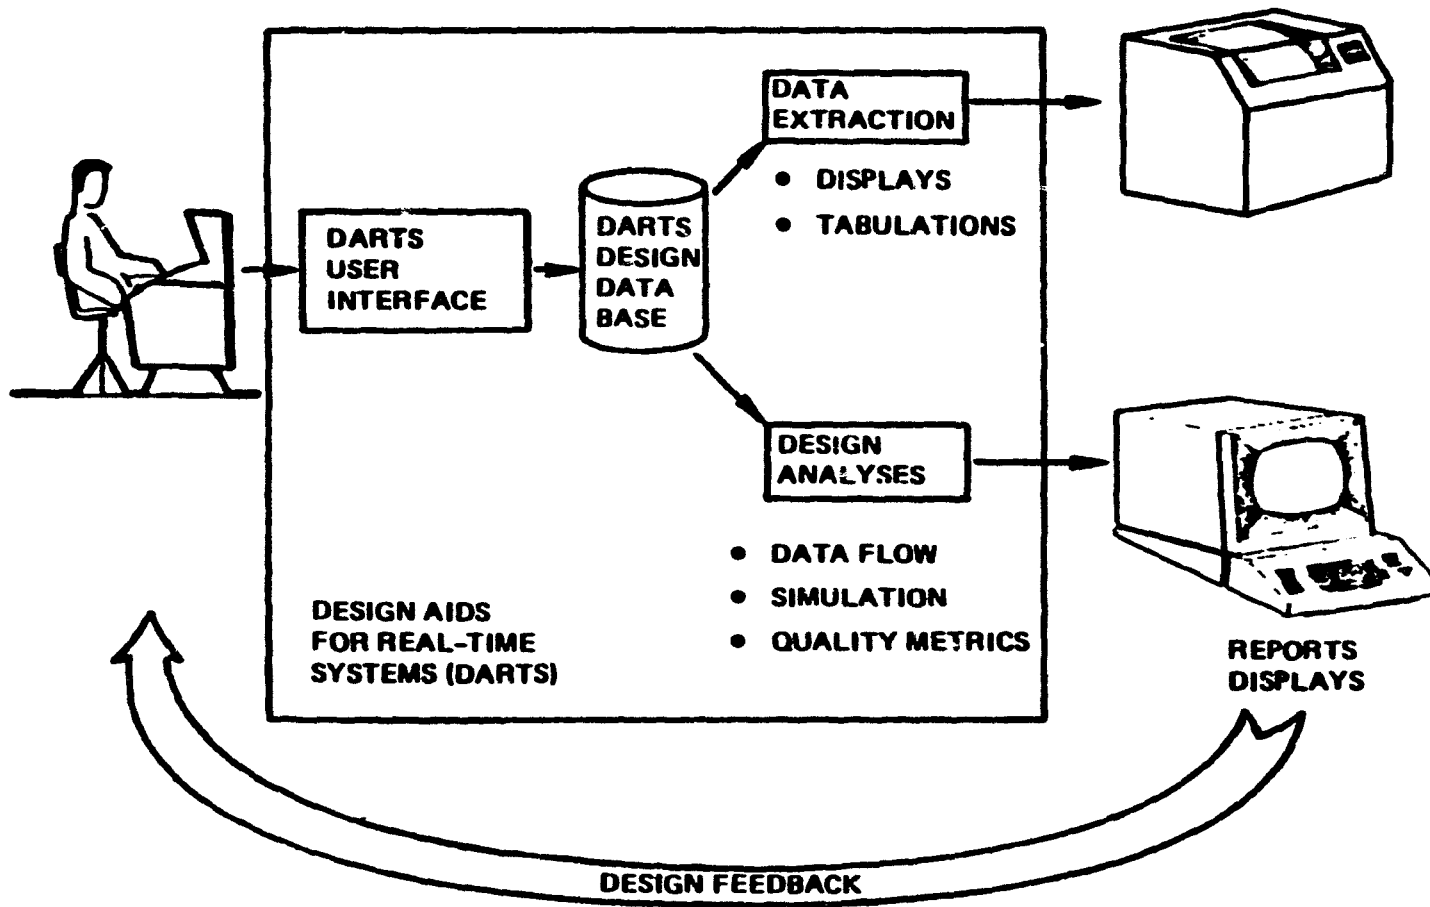 DATA
EXTRACTION
• DISPLAYS
• TABULATIONS
DARTS
USER
INTERFACE
DARTS
DESIGN
DATA
BASE
DESIGN
ANALYSES
• DATA FLOW
• SIMULATION
• QUALITY METRICS
DESIGN AIDS
FOR REAL-TIME
SYSTEMS (DARTS)
REPORTS
DISPLAYS
DESIGN FEEDBACK